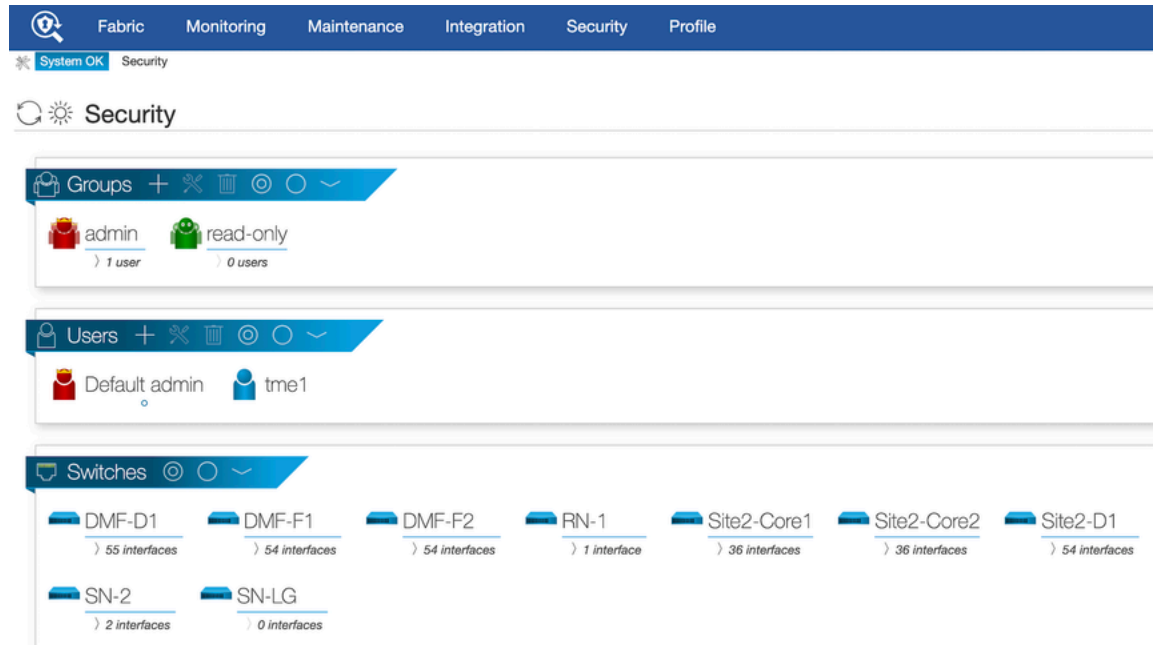 Fabric Monitoring Maintenance Integration Security Profile
System OK Security
Security
Groups
admin read-only
1 user 0 users
Users
Default admin tme1
Switches
DMF-D1 DMF-F1 DMF-F2 RN-1 Site2-Core1 Site2-Core2 Site2-D1
55 interfaces 54 interfaces 54 interfaces 1 interface 36 interfaces 36 interfaces 54 interfaces
SN-2 SN-LG
2 interfaces 0 interfaces